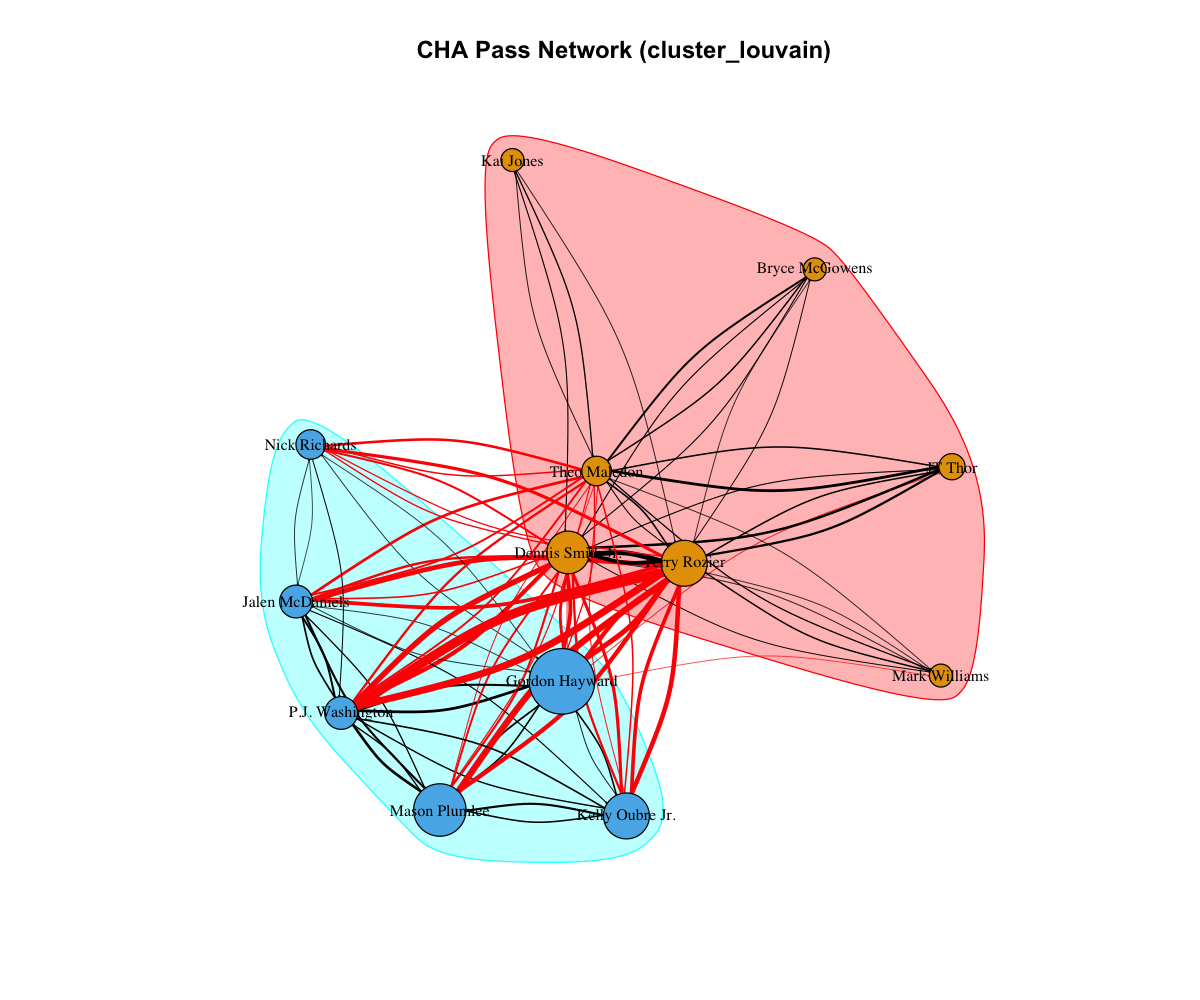 CHA Pass Network (cluster_louvain)
Kai Jones
Bryce McGowens
Nick Richards
Theo Maledon
JT Thor
Dennis Smith Jr.
Terry Rozier
Jalen McDaniels
Gordon Hayward
Mark Williams
P.J. Washington
Mason Plumlee
Kelly Oubre Jr.